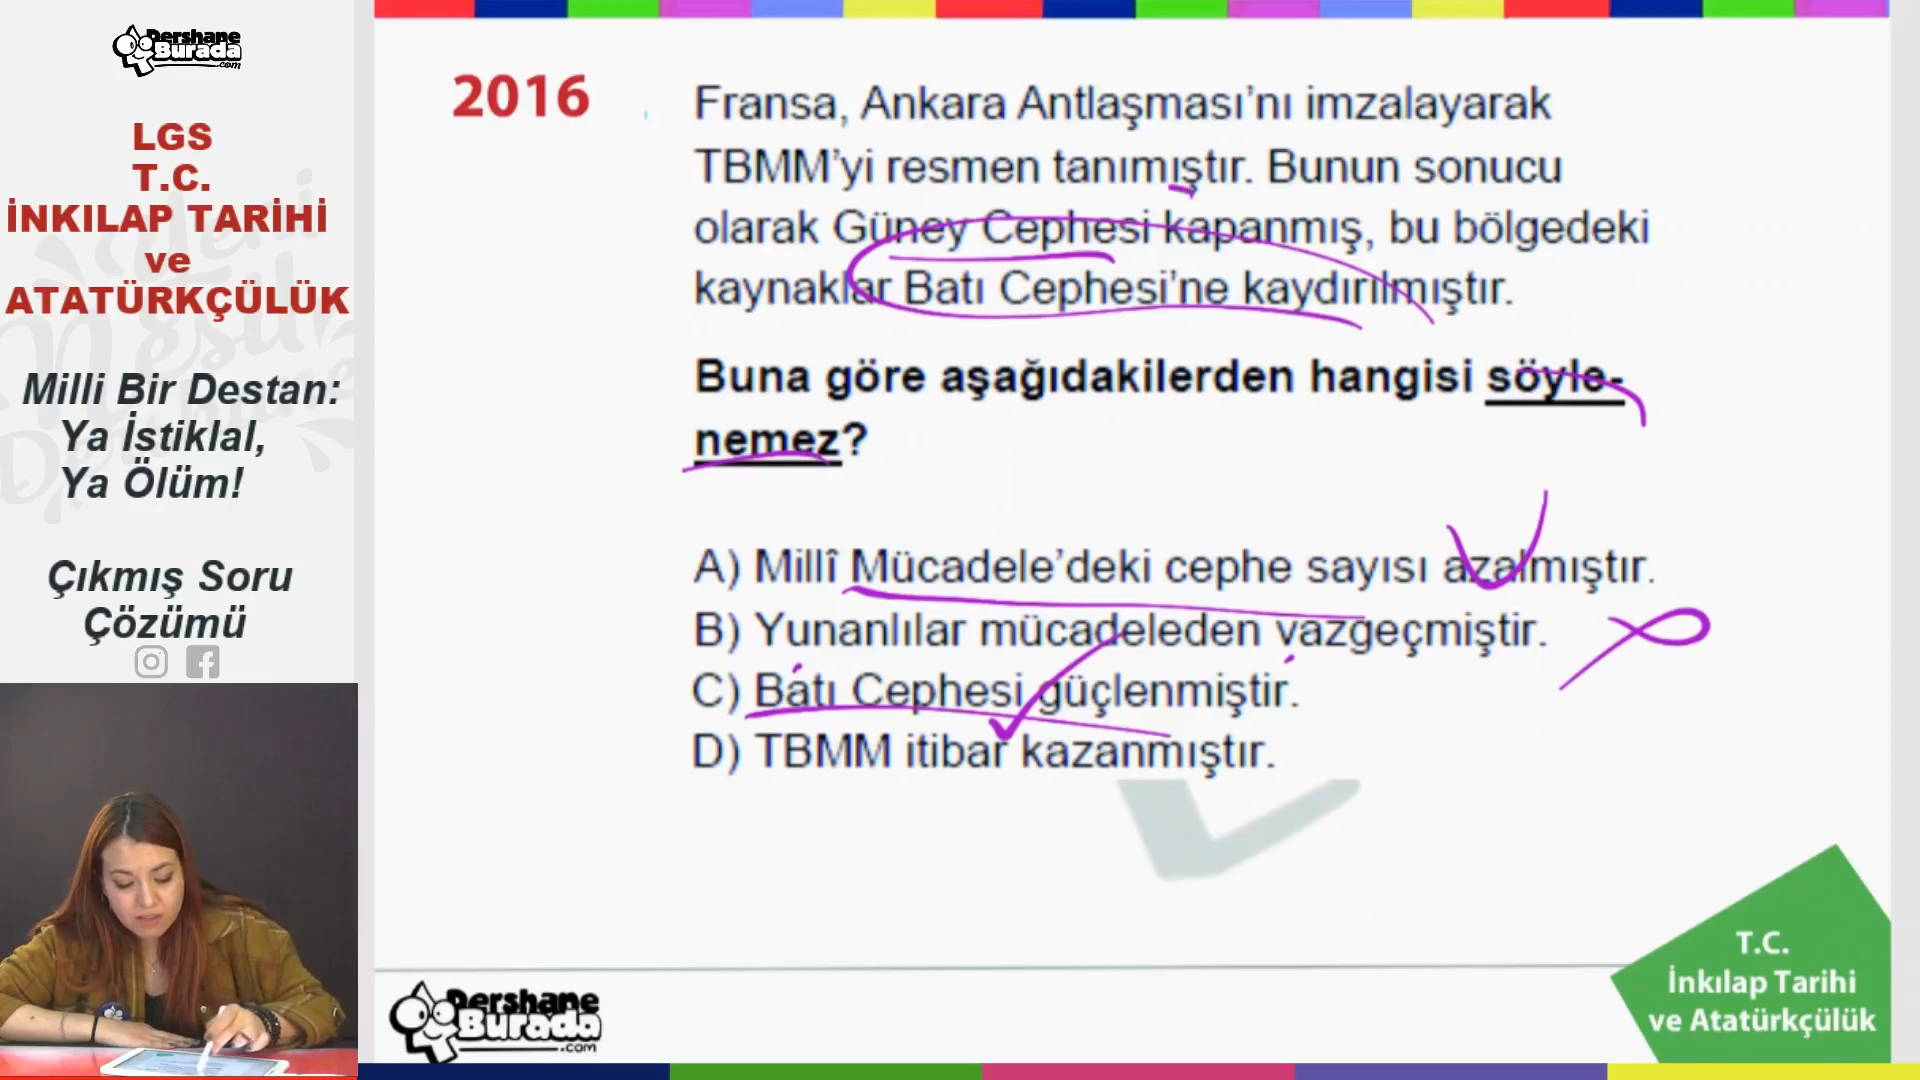 Dershane
Burada
.com
LGS
T.C.
İNKILAP TARİHİ
ve
ATATÜRKÇÜLÜK
Milli Bir Destan:
Ya İstiklal,
Ya Ölüm!
Çıkmış Soru
Çözümü
2016
Fransa, Ankara Antlaşması’nı imzalayarak
TBMM’yi resmen tanımıştır. Bunun sonucu
olarak Güney Cephesi kapanmış, bu bölgedeki
kaynaklar Batı Cephesi’ne kaydırılmıştır.
Buna göre aşağıdakilerden hangisi söyle-
nemez?
A) Millî Mücadele’deki cephe sayısı azalmıştır.
B) Yunanlılar mücadeleden vazgeçmiştir.
C) Batı Cephesi güçlenmiştir.
D) TBMM itibar kazanmıştır.
Dershane
Burada
.com
T.C.
İnkılap Tarihi
ve Atatürkçülük